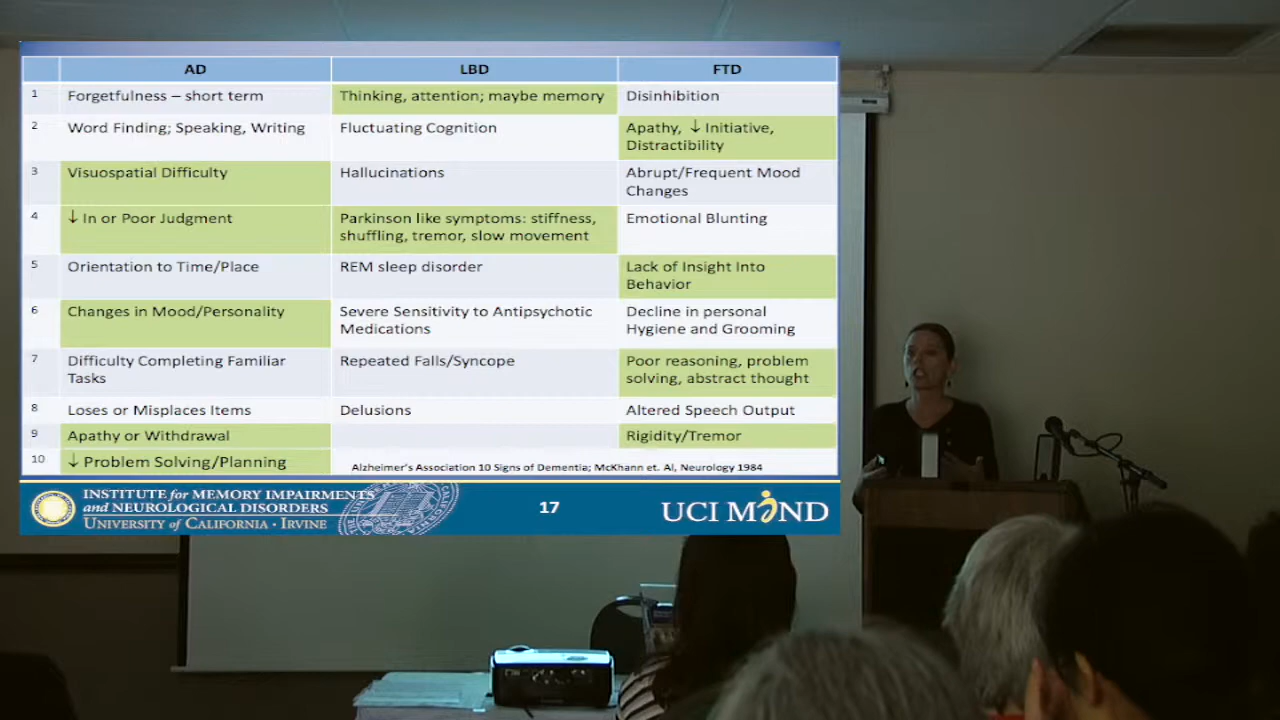 AD LBD FTD
1 Forgetfulness – short term Thinking, attention; maybe memory Disinhibition
2 Word Finding; Speaking, Writing Fluctuating Cognition Apathy, ↓ Initiative,
Distractibility
3 Visuospatial Difficulty Hallucinations Abrupt/Frequent Mood
Changes
4 ↓ In or Poor Judgment Parkinson like symptoms: stiffness, Emotional Blunting
shuffling, tremor, slow movement
5 Orientation to Time/Place REM sleep disorder Lack of Insight Into
Behavior
6 Changes in Mood/Personality Severe Sensitivity to Antipsychotic Decline in personal
Medications Hygiene and Grooming
7 Difficulty Completing Familiar Repeated Falls/Syncope Poor reasoning, problem
Tasks solving, abstract thought
8 Loses or Misplaces Items Delusions Altered Speech Output
9 Apathy or Withdrawal Rigidity/Tremor
10 ↓ Problem Solving/Planning Alzheimer's Association 10 Signs of Dementia; McKhann et. Al, Neurology 1984
INSTITUTE for MEMORY IMPAIRMENTS
and NEUROLOGICAL DISORDERS
UNIVERSITY of CALIFORNIA • IRVINE
17
UCI MIND